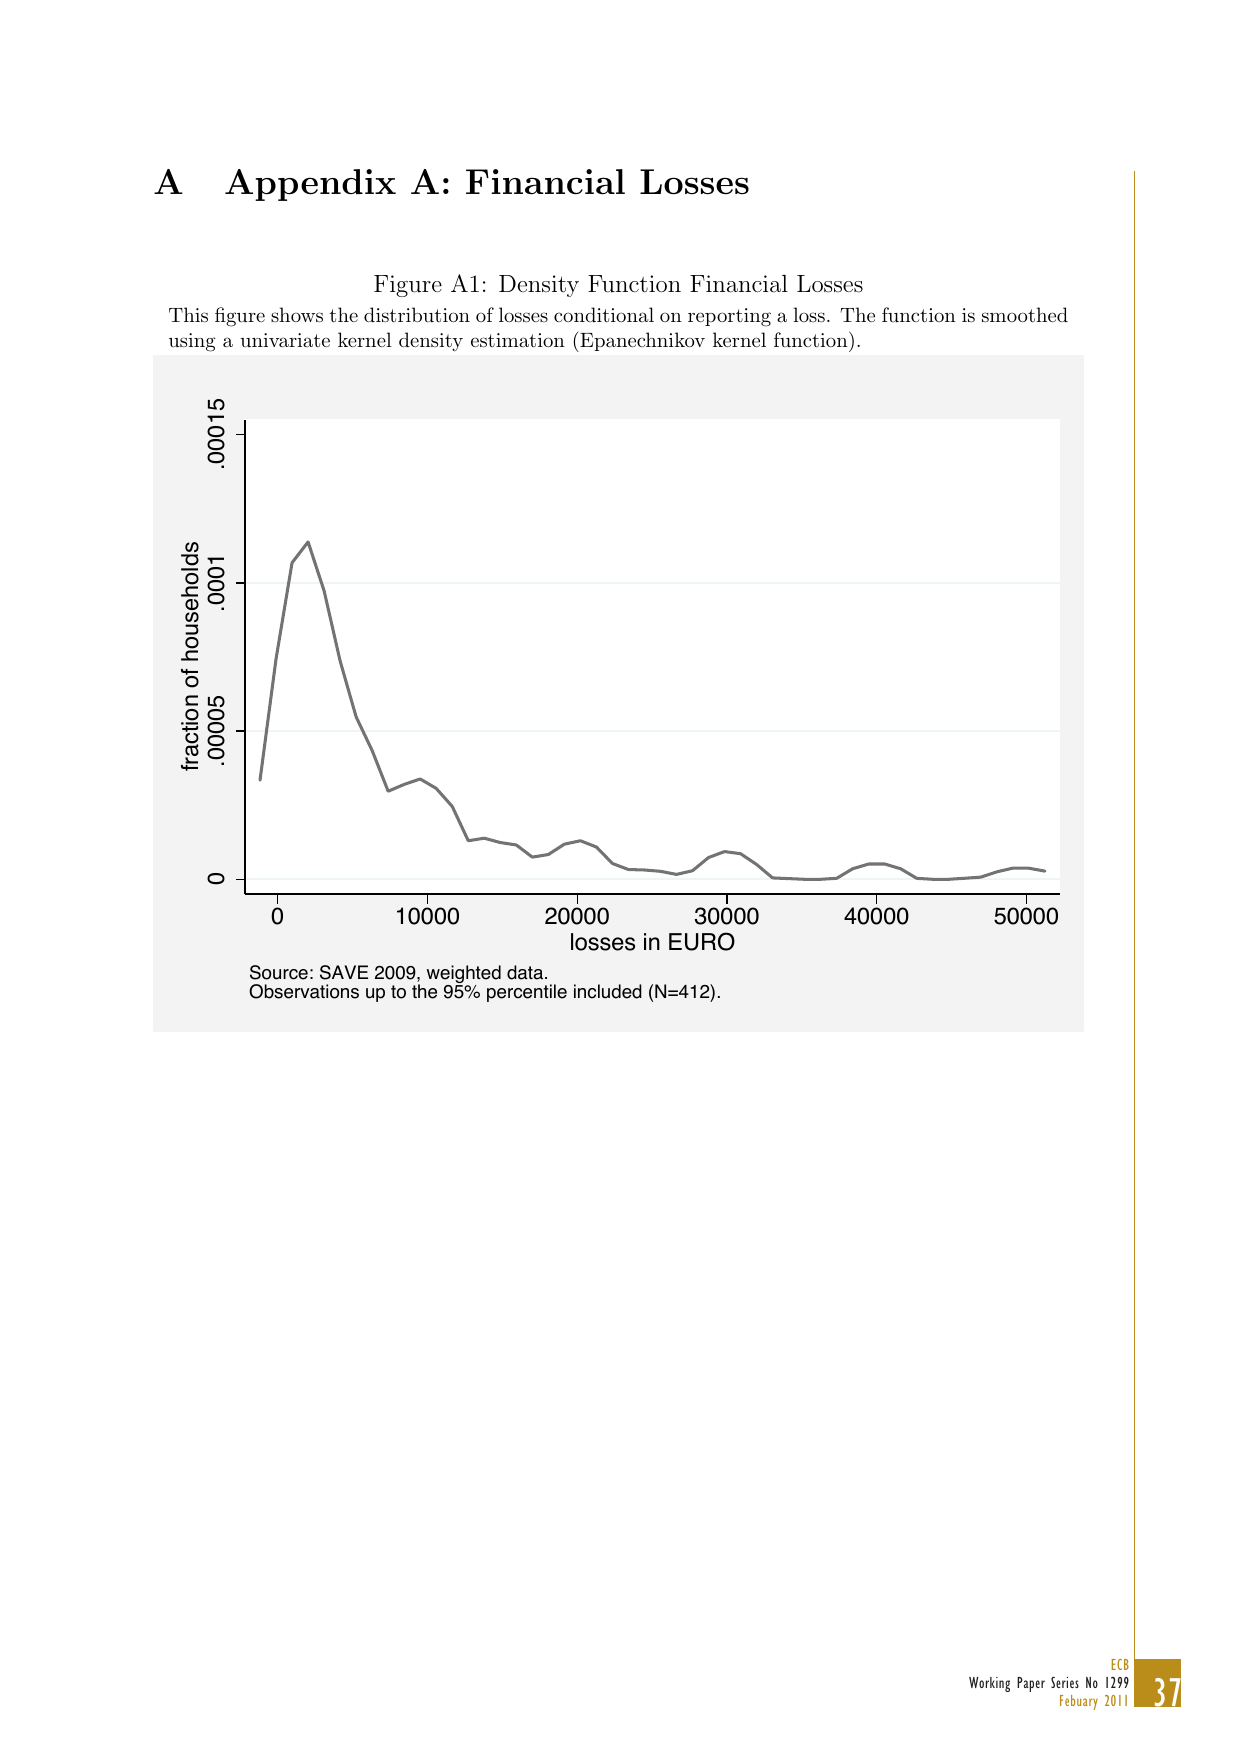 A Appendix A: Financial Losses
Figure A1: Density Function Financial Losses
This figure shows the distribution of losses conditional on reporting a loss. The function is smoothed
using a univariate kernel density estimation (Epanechnikov kernel function).
.00015
.0001
.00005
0
fraction of households
0 10000 20000 30000 40000 50000
losses in EURO
Source: SAVE 2009, weighted data.
Observations up to the 95% percentile included (N=412).
ECB
Working Paper Series No 1299
Febuary 2011
37